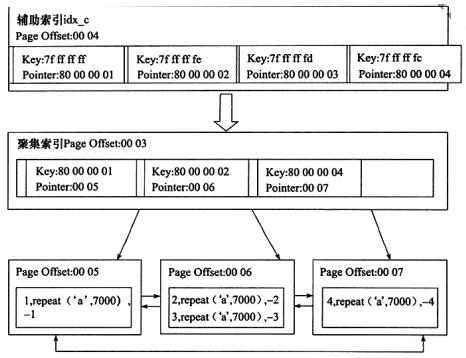 辅助索引idx_c
Page Offset:00 04
Key:7f ff ff ff
Pointer:80 00 00 01
Key:7f ff ff fe
Pointer:80 00 00 02
Key:7f ff ff fd
Pointer:80 00 00 03
Key:7f ff ff fc
Pointer:80 00 00 04
聚集索引Page Offset:00 03
Key:80 00 00 01
Pointer:00 05
Key:80 00 00 02
Pointer:00 06
Key:80 00 00 04
Pointer:00 07
Page Offset:00 05
1,repeat（‘a’,7000）,
-1
Page Offset:00 06
2,repeat（‘a’,7000),–2
3,repeat（‘a’,7000),–3
Page Offset:00 07
4,repeat（‘a’,7000),–4